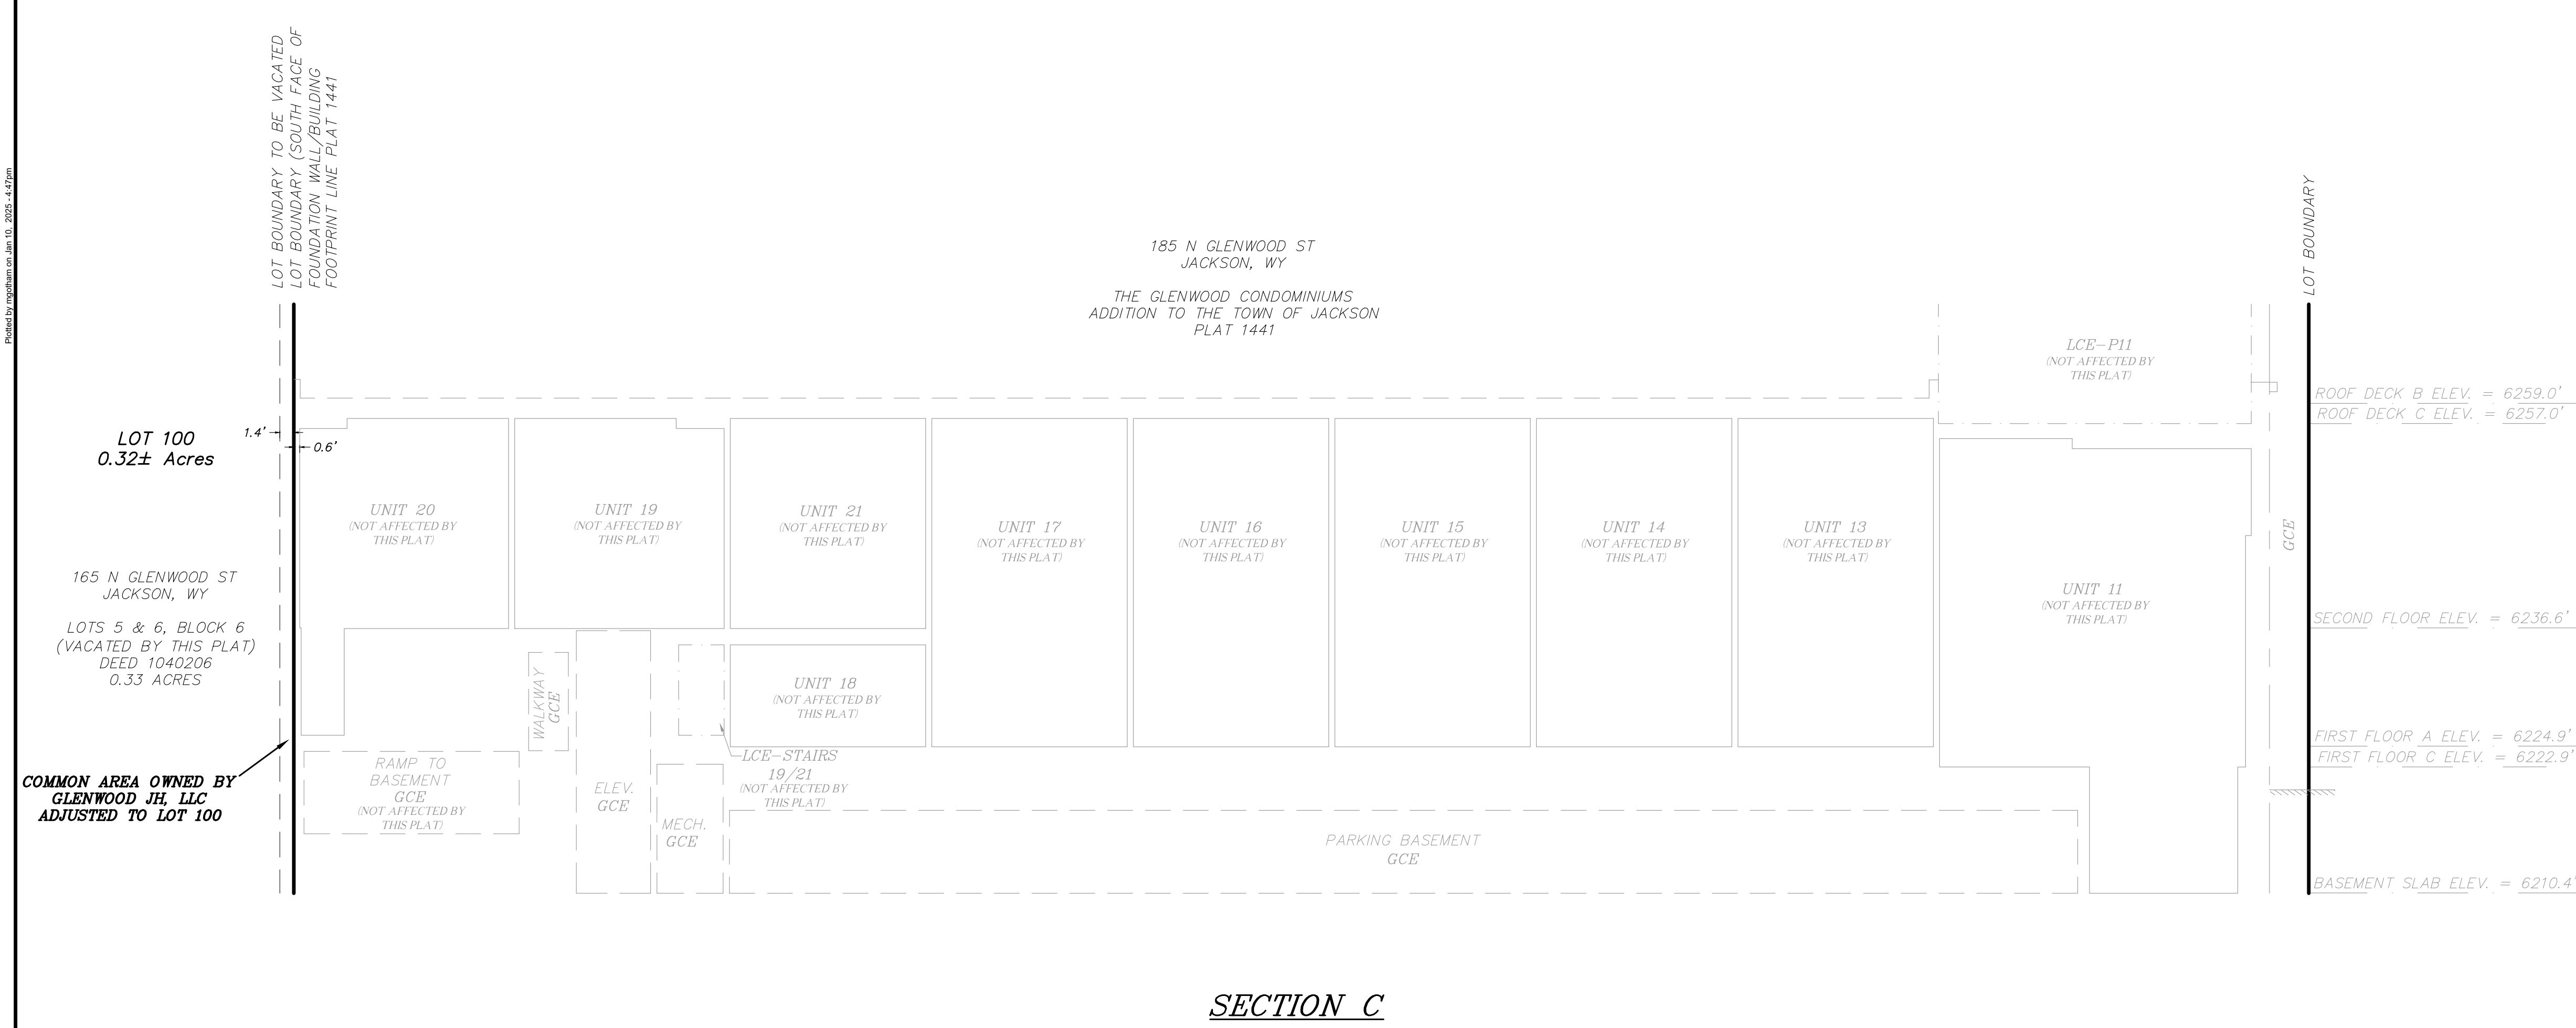 Plotted by mgotham on Jan 10, 2025 - 4:47pm
LOT BOUNDARY TO BE VACATED
LOT BOUNDARY (SOUTH FACE OF
FOUNDATION WALL/BUILDING
FOOTPRINT LINE PLAT 1441
185 N GLENWOOD ST
JACKSON, WY
THE GLENWOOD CONDOMINIUMS
ADDITION TO THE TOWN OF JACKSON
PLAT 1441
LOT BOUNDARY
LCE-P11
(NOT AFFECTED BY
THIS PLAT)
ROOF DECK B ELEV. = 6259.0'
ROOF DECK C ELEV. = 6257.0'
LOT 100
0.32± Acres
1.4'
0.6'
UNIT 20
(NOT AFFECTED BY
THIS PLAT)
UNIT 19
(NOT AFFECTED BY
THIS PLAT)
UNIT 21
(NOT AFFECTED BY
THIS PLAT)
UNIT 17
(NOT AFFECTED BY
THIS PLAT)
UNIT 16
(NOT AFFECTED BY
THIS PLAT)
UNIT 15
(NOT AFFECTED BY
THIS PLAT)
UNIT 14
(NOT AFFECTED BY
THIS PLAT)
UNIT 13
(NOT AFFECTED BY
THIS PLAT)
UNIT 11
(NOT AFFECTED BY
THIS PLAT)
GCE
165 N GLENWOOD ST
JACKSON, WY
LOTS 5 & 6, BLOCK 6
(VACATED BY THIS PLAT)
DEED 1040206
0.33 ACRES
SECOND FLOOR ELEV. = 6236.6'
UNIT 18
(NOT AFFECTED BY
THIS PLAT)
WALKWAY
GCE
LCE-STAIRS
19/21
(NOT AFFECTED BY
THIS PLAT)
FIRST FLOOR A ELEV. = 6224.9'
FIRST FLOOR C ELEV. = 6222.9'
COMMON AREA OWNED BY
GLENWOOD JH, LLC
ADJUSTED TO LOT 100
RAMP TO
BASEMENT
GCE
(NOT AFFECTED BY
THIS PLAT)
ELEV.
GCE
MECH.
GCE
PARKING BASEMENT
GCE
BASEMENT SLAB ELEV. = 6210.4'
SECTION C